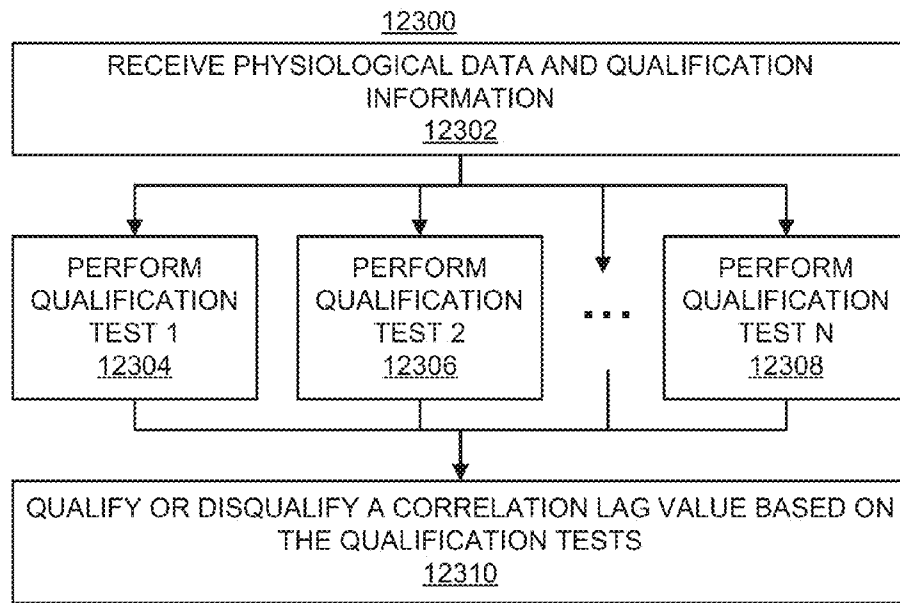 12300
RECEIVE PHYSIOLOGICAL DATA AND QUALIFICATION
INFORMATION
12302
PERFORM
QUALIFICATION
TEST 1
12304
PERFORM
QUALIFICATION
TEST 2
12306
...
PERFORM
QUALIFICATION
TEST N
12308
QUALIFY OR DISQUALIFY A CORRELATION LAG VALUE BASED ON
THE QUALIFICATION TESTS
12310